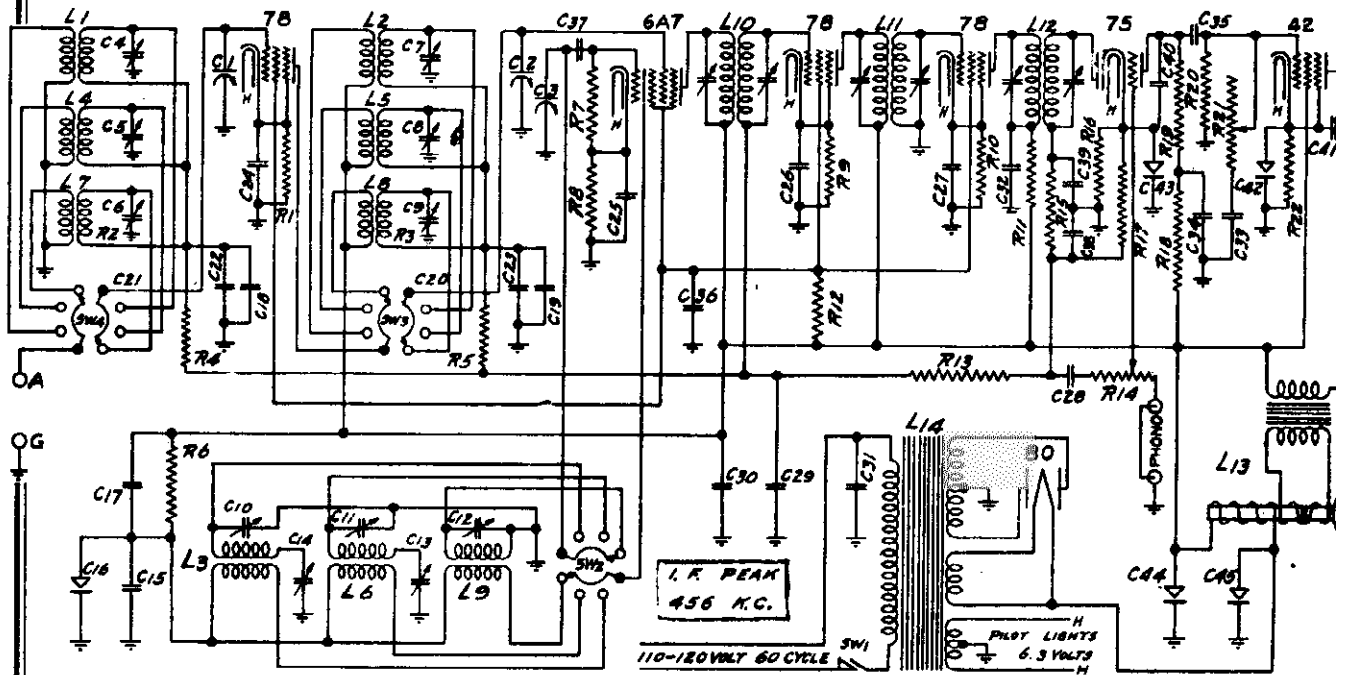 L1 78 L2 C37 6A7 L10 78 L11 78 L12 75 C35 42
C4 C1 C7 C2 C3 C40
H H R7 H H H R20 R21 H
L4 L5
C5 C8 R10 R16 R19 C41
L7 C24 L8 R8 C26 R9 C27 C32 C39 C43 C42
C6 R1 C9 C25 R11 R15 R22
R2 R3 C38 R17 R18 C34 C33
C22 C18 C23 C19
C21 C20 C36 R12
SW4 SW3
R4 R5
A R13
C28 R14
G L14 80 PHONO
R6 C31 L13
C17 C30 C29
C10 C11 C12
C14 C13
C16 C15 L3 L6 L9 SW2 C44 C45
I. F. PEAK
456 K.C.
H
PILOT LIGHTS
6.3 VOLTS
H
110-120 VOLT 60 CYCLE SW1